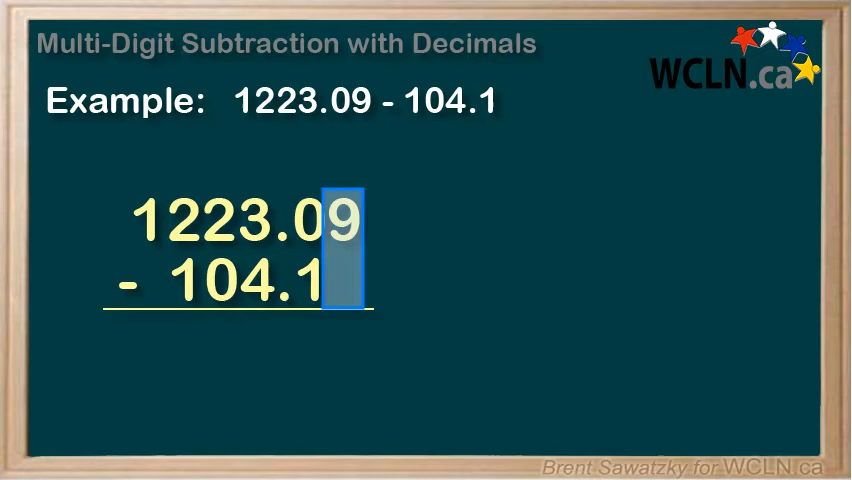 Multi-Digit Subtraction with Decimals
WCLN.ca
Example: 1223.09 - 104.1
1223.09
- 104.1
Brent Sawatzky for WCLN.ca